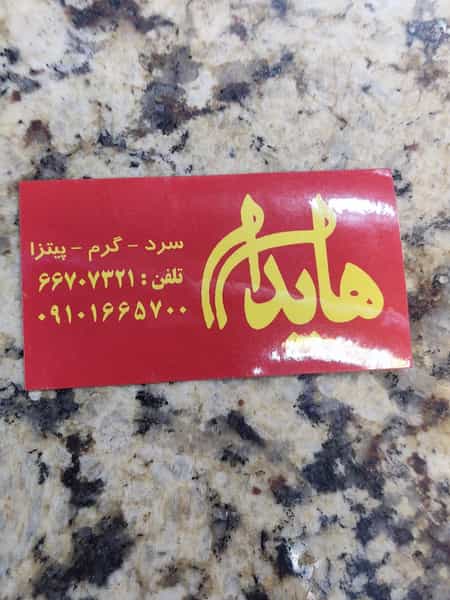 هایدا
سرد - گرم - پیتزا
تلفن : ۶۶۷۰۷۳۲۱
۰۹۱۰۱۶۶۵۷۰۰